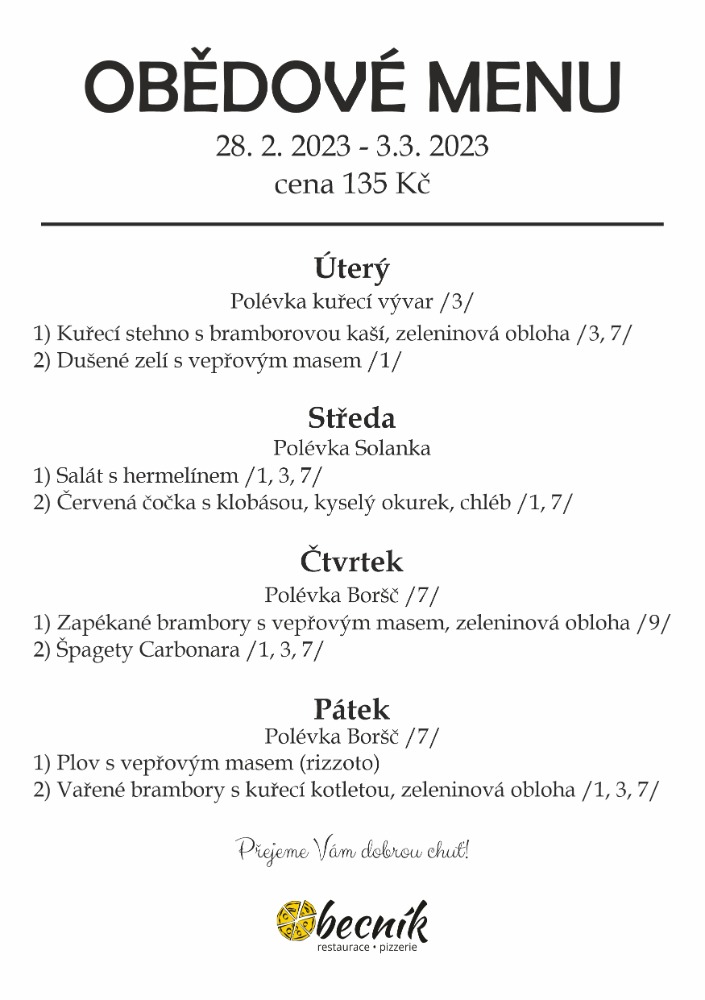 OBĚDOVÉ MENU
28. 2. 2023 - 3.3. 2023
cena 135 Kč
Úterý
Polévka kuřecí vývar /3/
1) Kuřecí stehno s bramborovou kaší, zeleninová obloha /3, 7/
2) Dušené zelí s vepřovým masem /1/
Středa
Polévka Solanka
1) Salát s hermelínem /1, 3, 7/
2) Červená čočka s klobásou, kyselý okurek, chléb /1, 7/
Čtvrtek
Polévka Boršč /7/
1) Zapékané brambory s vepřovým masem, zeleninová obloha /9/
2) Špagety Carbonara /1, 3, 7/
Pátek
Polévka Boršč /7/
1) Plov s vepřovým masem (rizzoto)
2) Vařené brambory s kuřecí kotletou, zeleninová obloha /1, 3, 7/
Přejeme Vám dobrou chuť!
Obecník
restaurace • pizzerie